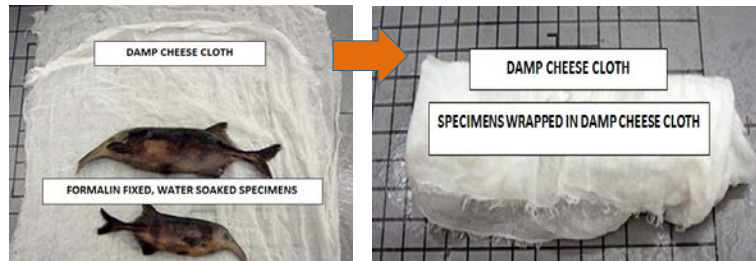 DAMP CHEESE CLOTH
FORMALIN FIXED, WATER SOAKED SPECIMENS
DAMP CHEESE CLOTH
SPECIMENS WRAPPED IN DAMP CHEESE CLOTH